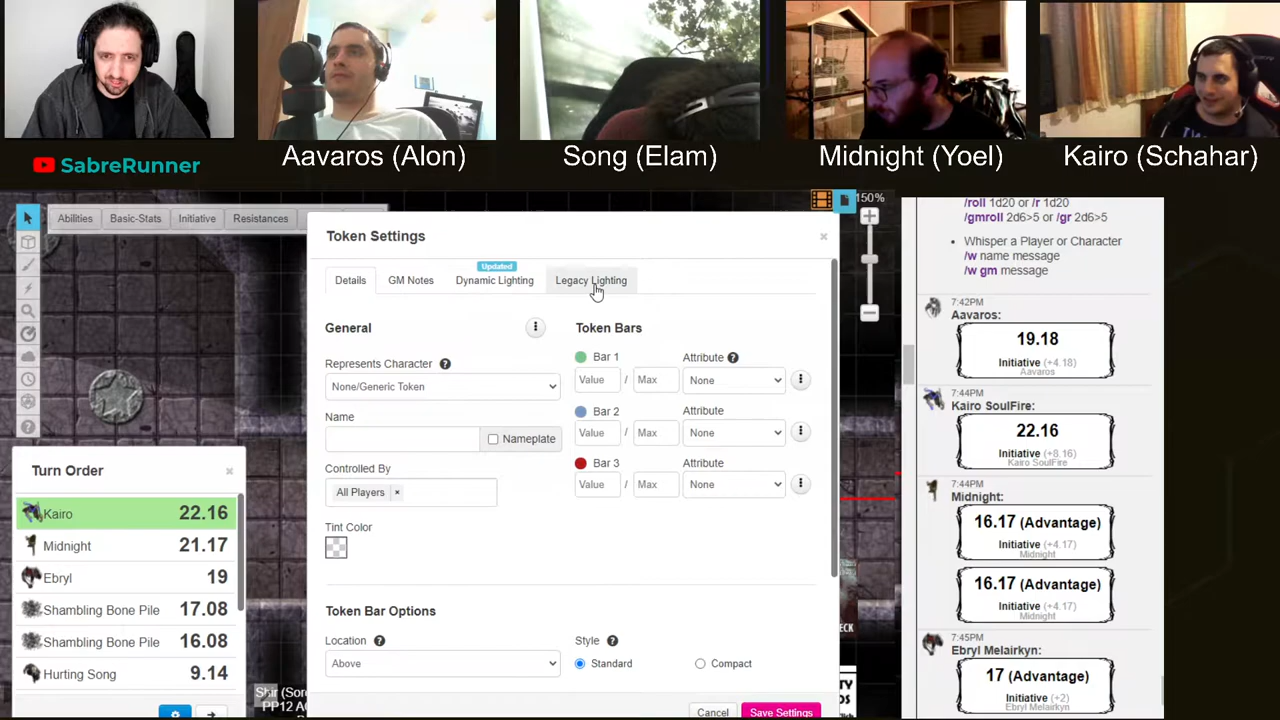 SabreRunner
Aavaros (Alon)
Song (Elam)
Midnight (Yoel)
Kairo (Schahar)
Abilities
Basic-Stats
Initiative
Resistances
150%
Token Settings
×
Updated
Details
GM Notes
Dynamic Lighting
Legacy Lighting
General
Represents Character
None/Generic Token
Name
Nameplate
Controlled By
All Players ×
Tint Color
Token Bars
Bar 1
Attribute
Value / Max
None
Bar 2
Attribute
Value / Max
None
Bar 3
Attribute
Value / Max
None
Token Bar Options
Location
Above
Style
Standard
Compact
Cancel
Save Settings
Turn Order
×
Kairo 22.16
Midnight 21.17
Ebryl 19
Shambling Bone Pile 17.08
Shambling Bone Pile 16.08
Hurting Song 9.14
Shir (Sor
PP12 A
/roll 1d20 or /r 1d20
/gmroll 2d6>5 or /gr 2d6>5
• Whisper a Player or Character
/w name message
/w gm message
7:42PM
Aavaros:
19.18
Initiative (+4.18)
Aavaros
7:44PM
Kairo SoulFire:
22.16
Initiative (+8.16)
Kairo SoulFire
7:44PM
Midnight:
16.17 (Advantage)
Initiative (+4.17)
Midnight
16.17 (Advantage)
Initiative (+4.17)
Midnight
7:45PM
Ebryl Melairkyn:
17 (Advantage)
Initiative (+2)
Ebryl Melairkyn